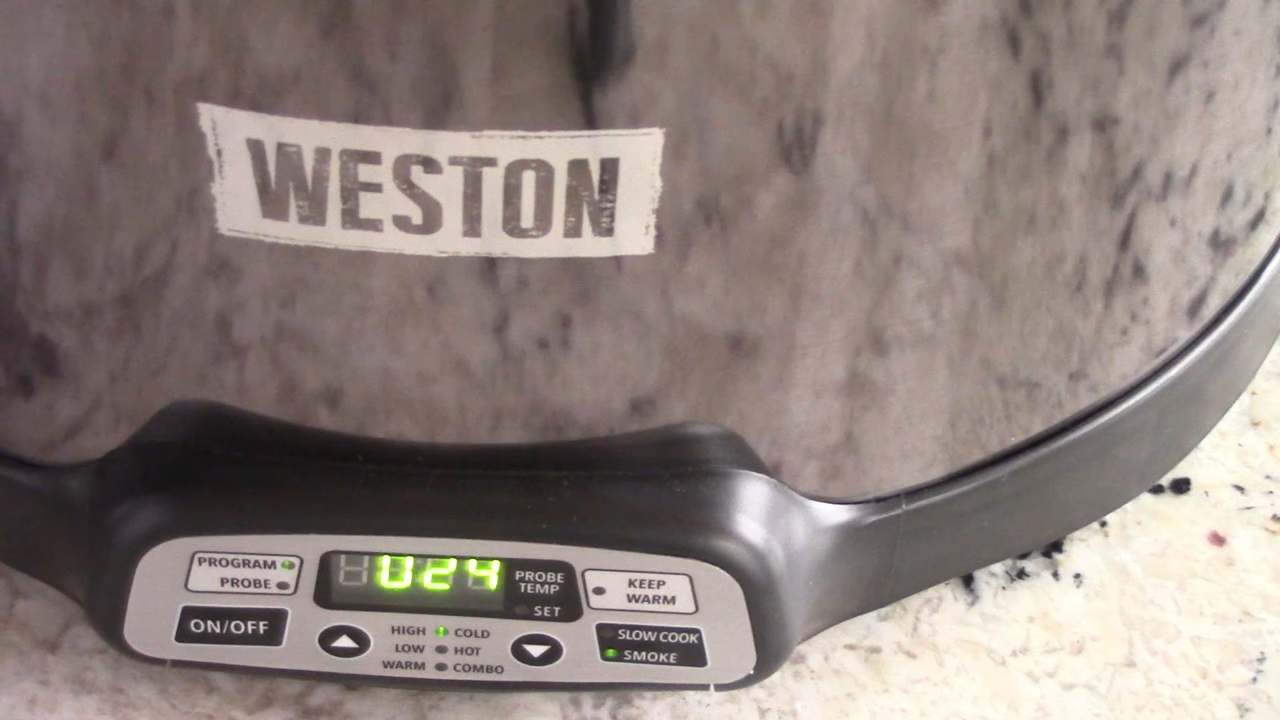 WESTON
PROGRAM
PROBE
ON/OFF
U24
PROBE
TEMP
SET
HIGH COLD
LOW HOT
WARM COMBO
KEEP
WARM
SLOW COOK
SMOKE